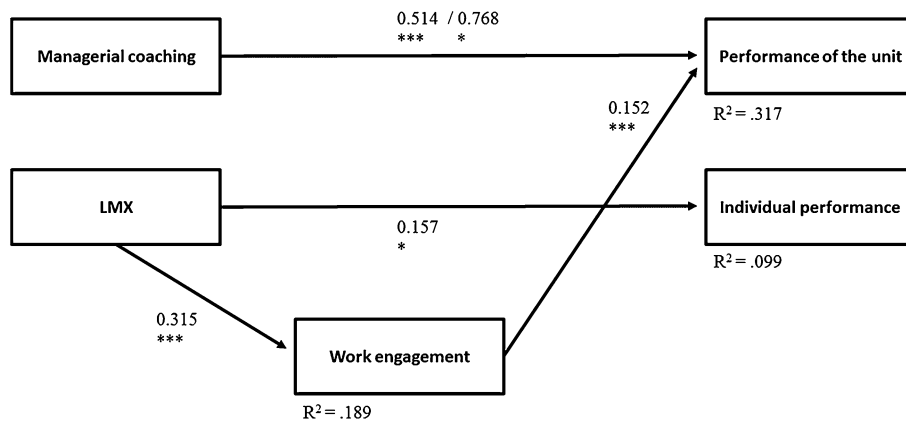 0.514 / 0.768
*** *
Managerial coaching
Performance of the unit
0.152
***
R² = .317
LMX
Individual performance
0.157
*
R² = .099
0.315
***
Work engagement
R² = .189